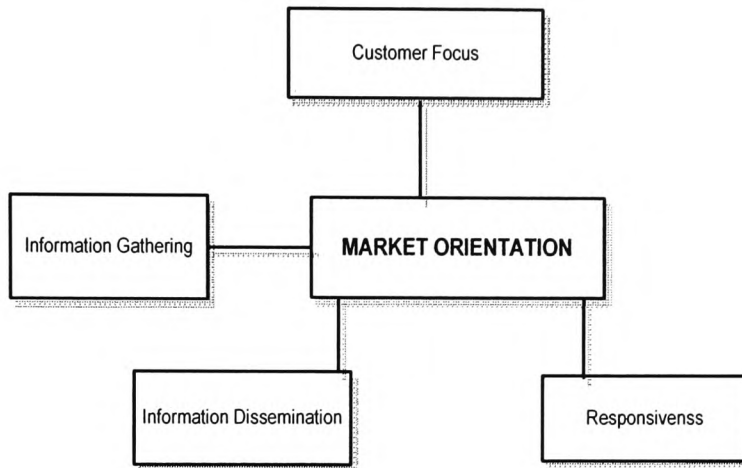 Customer Focus
Information Gathering
MARKET ORIENTATION
Information Dissemination
Responsivenss